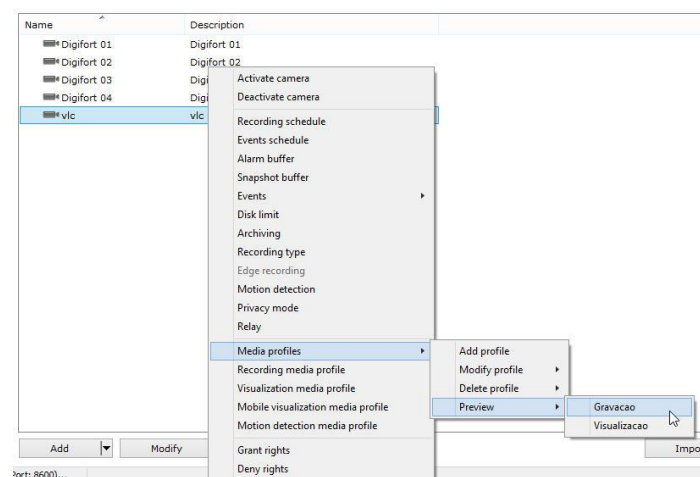 Name Description
Digifort 01 Digifort 01
Digifort 02 Digifort 02
Digifort 03 Digi
Digifort 04 Digi
vlc vlc
Activate camera
Deactivate camera
Recording schedule
Events schedule
Alarm buffer
Snapshot buffer
Events
Disk limit
Archiving
Recording type
Edge recording
Motion detection
Privacy mode
Relay
Media profiles
Recording media profile
Visualization media profile
Mobile visualization media profile
Motion detection media profile
Grant rights
Deny rights
Add profile
Modify profile
Delete profile
Preview
Gravacao
Visualizacao
Add Modify Impo
Port: 8600)...